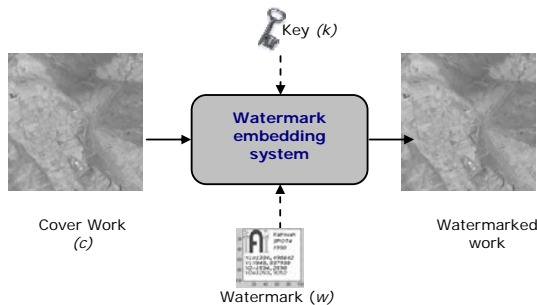 Key (k)
Watermark
embedding
system
Cover Work
(c)
Watermarked
work
Watermark (w)